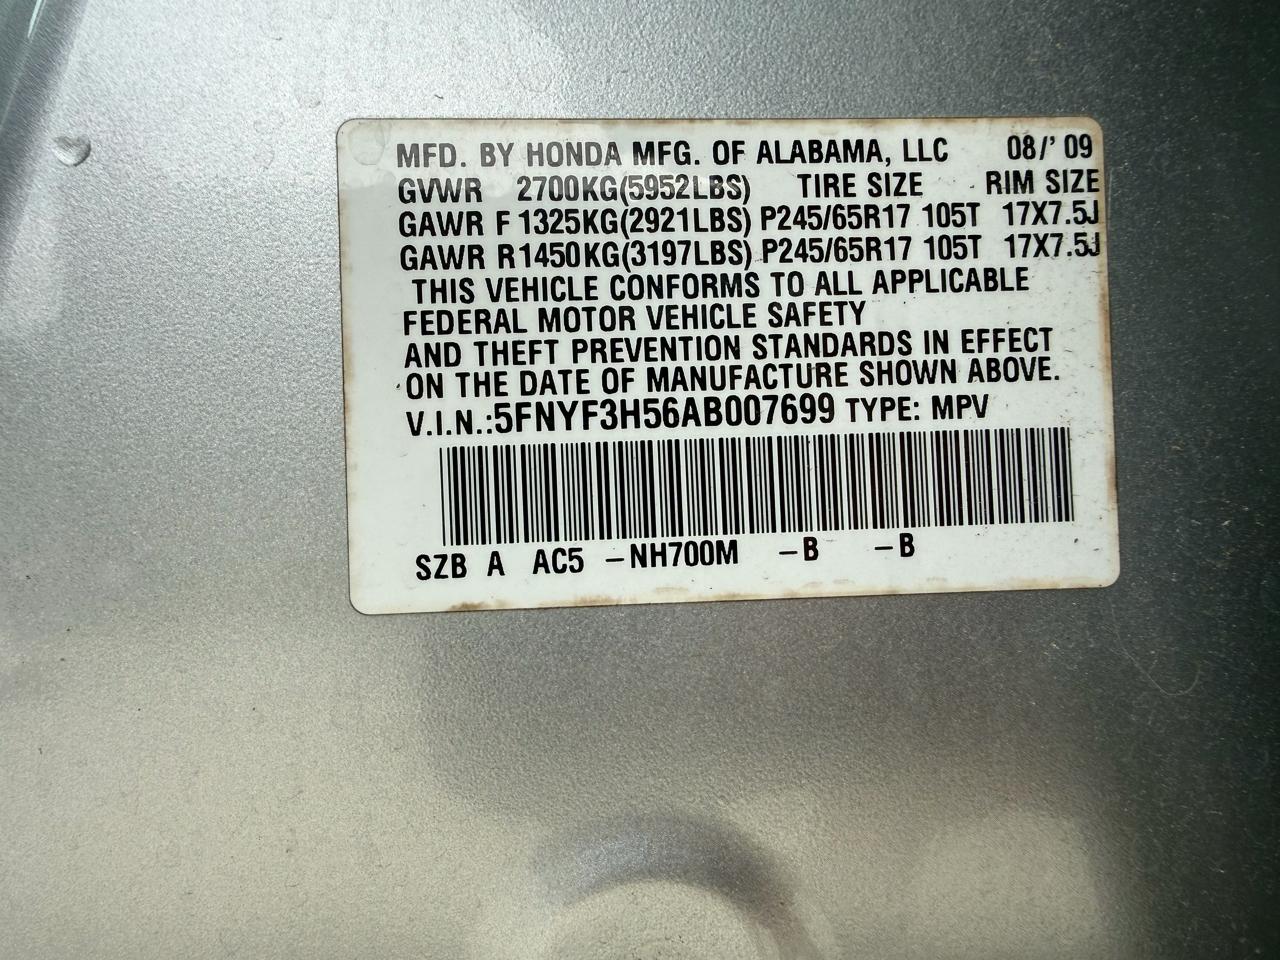 MFD. BY HONDA MFG. OF ALABAMA, LLC 08/' 09
GVWR 2700KG(5952LBS) TIRE SIZE RIM SIZE
GAWR F 1325KG(2921LBS) P245/65R17 105T 17X7.5J
GAWR R 1450KG(3197LBS) P245/65R17 105T 17X7.5J
THIS VEHICLE CONFORMS TO ALL APPLICABLE
FEDERAL MOTOR VEHICLE SAFETY
AND THEFT PREVENTION STANDARDS IN EFFECT
ON THE DATE OF MANUFACTURE SHOWN ABOVE.
V.I.N.:5FNYF3H56AB007699 TYPE: MPV
SZB A AC5 –NH700M –B –B